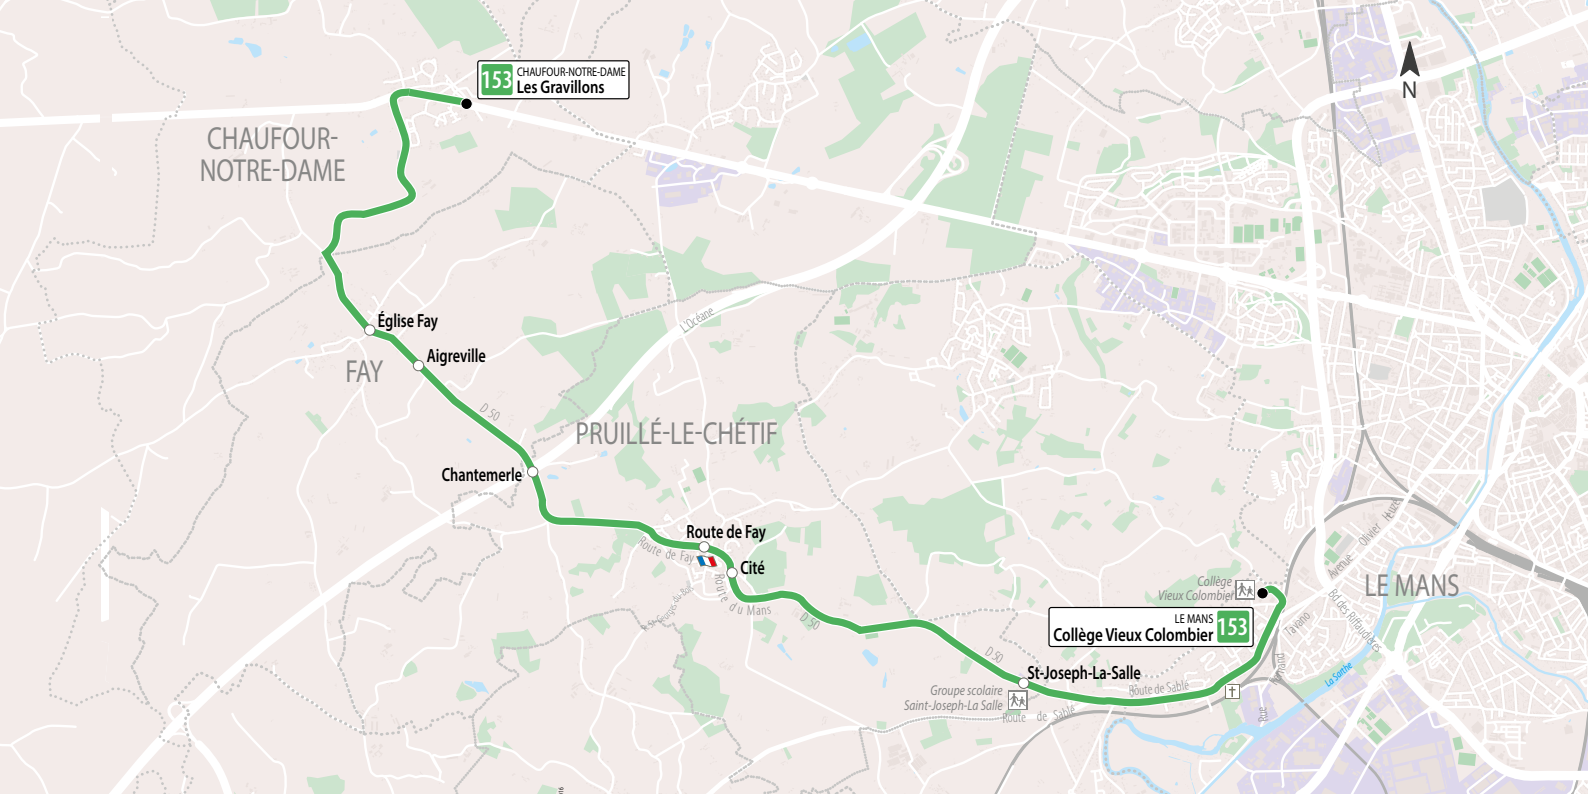 153
CHAUFOUR-NOTRE-DAME
Les Gravillons
N
CHAUFOUR-
NOTRE-DAME
L'Océane
Église Fay
Aigreville
FAY
D 50
PRUILLÉ-LE-CHÉTIF
Chantemerle
Route de Fay
Route de Fay
Cité
Route du Mans
D 50
Avenue Olivier Heuzé
Collège
Vieux Colombier
LE MANS
LE MANS
Collège Vieux Colombier
153
Bd des Riffaudières
D 50
St-Joseph-La-Salle
Groupe scolaire
Saint-Joseph-La Salle
Route de Sablé
Route de Sablé
La Sarthe